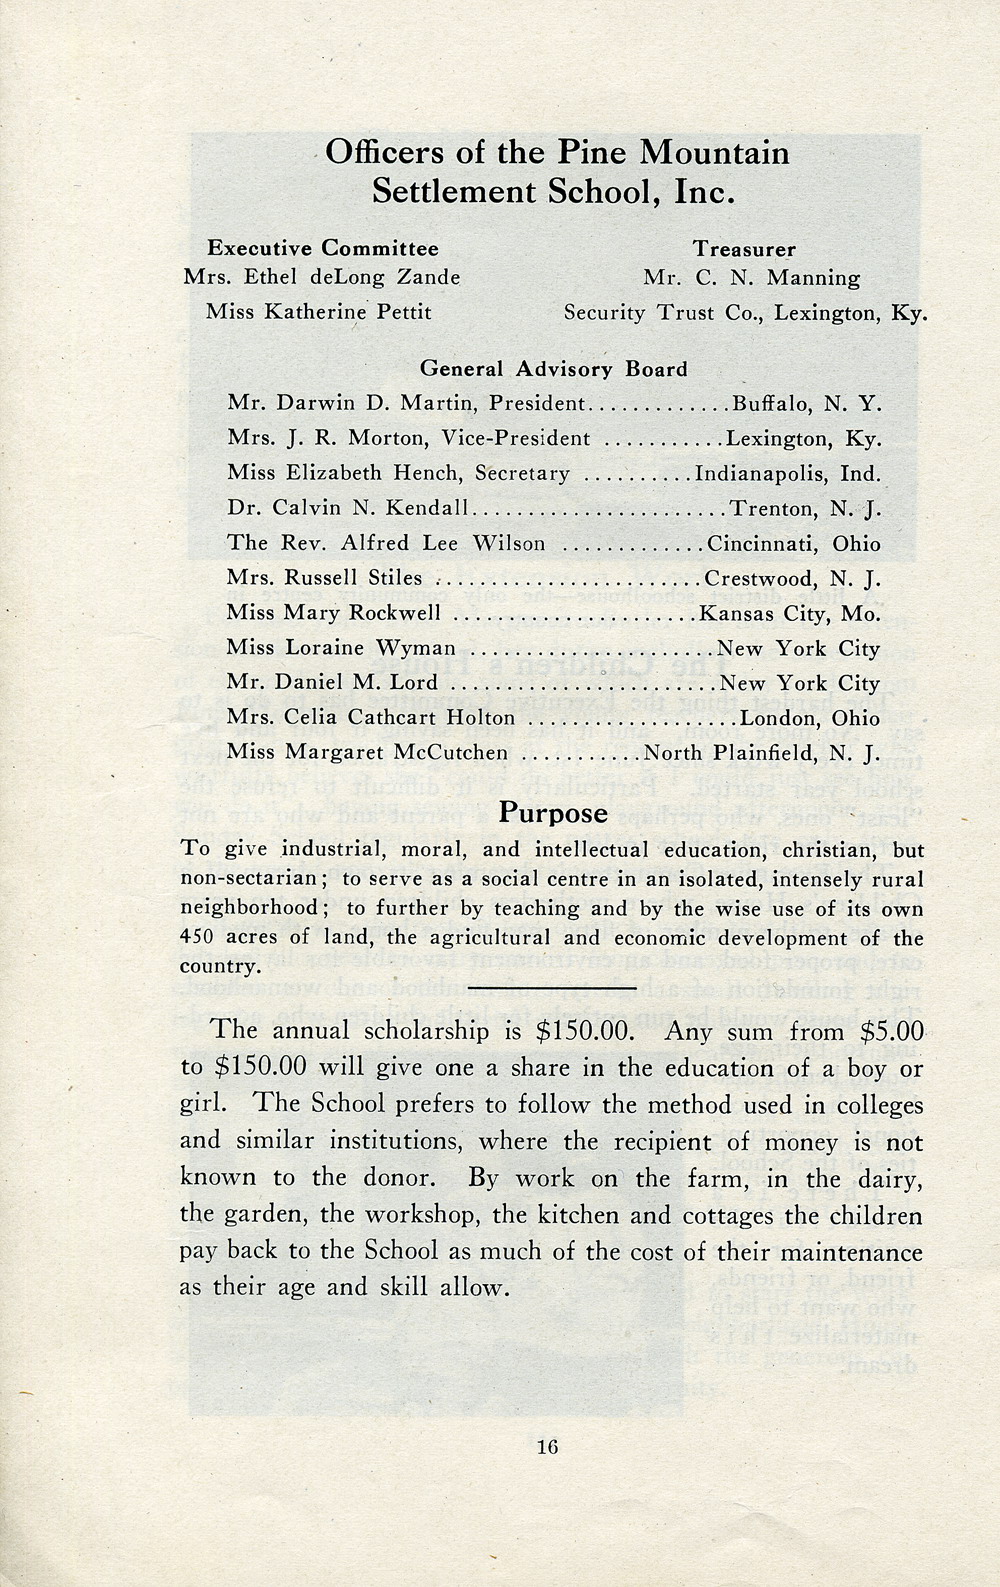 Officers of the Pine Mountain
Settlement School, Inc.
Executive Committee
Mrs. Ethel deLong Zande
Miss Katherine Pettit
Treasurer
Mr. C. N. Manning
Security Trust Co., Lexington, Ky.
General Advisory Board
Mr. Darwin D. Martin, President.............Buffalo, N. Y.
Mrs. J. R. Morton, Vice-President ...........Lexington, Ky.
Miss Elizabeth Hench, Secretary ..........Indianapolis, Ind.
Dr. Calvin N. Kendall.......................Trenton, N. J.
The Rev. Alfred Lee Wilson .............Cincinnati, Ohio
Mrs. Russell Stiles ........................Crestwood, N. J.
Miss Mary Rockwell ......................Kansas City, Mo.
Miss Loraine Wyman ......................New York City
Mr. Daniel M. Lord ........................New York City
Mrs. Celia Cathcart Holton ...................London, Ohio
Miss Margaret McCutchen ...........North Plainfield, N. J.
Purpose
To give industrial, moral, and intellectual education, christian, but
non-sectarian; to serve as a social centre in an isolated, intensely rural
neighborhood; to further by teaching and by the wise use of its own
450 acres of land, the agricultural and economic development of the
country.
The annual scholarship is $150.00. Any sum from $5.00
to $150.00 will give one a share in the education of a boy or
girl. The School prefers to follow the method used in colleges
and similar institutions, where the recipient of money is not
known to the donor. By work on the farm, in the dairy,
the garden, the workshop, the kitchen and cottages the children
pay back to the School as much of the cost of their maintenance
as their age and skill allow.
16